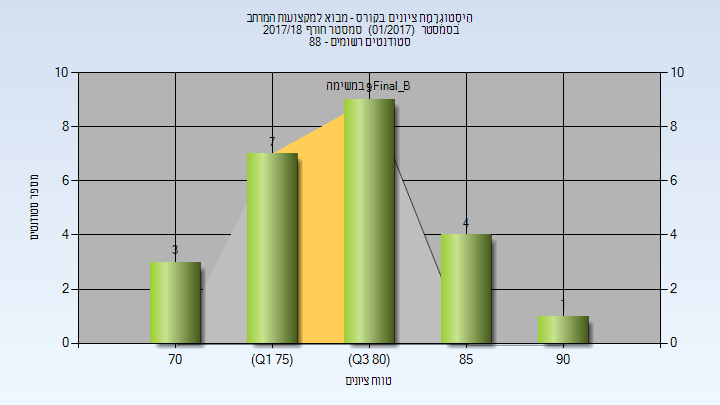 היסטוגרמת ציונים בקורס - מבוא למקצועות המרחב
בסמסטר (01/2017) סמסטר חורף 2017/18
סטודנטים רשומים - 88
במשימה Final_B
10 10
9
8 8
7
6 6
4 4
4
3
2 2
1
0 0
70 (Q1 75) (Q3 80) 85 90
מספר סטודנטים
טווח ציונים